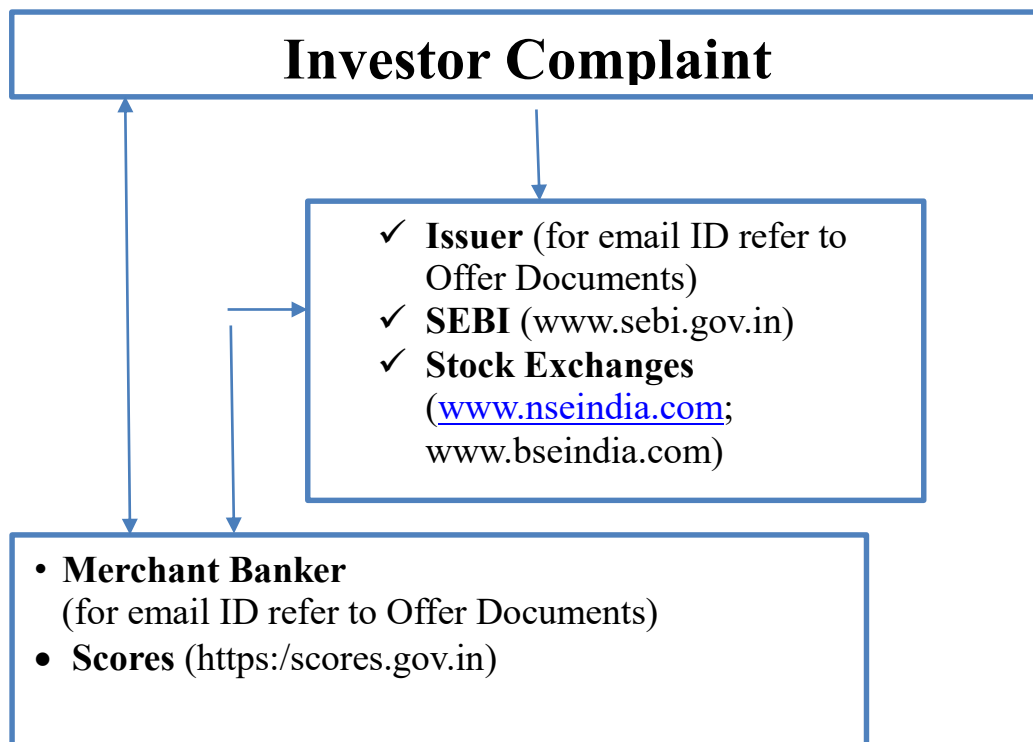 Investor Complaint
✓ Issuer (for email ID refer to
Offer Documents)
✓ SEBI (www.sebi.gov.in)
✓ Stock Exchanges
(www.nseindia.com;
www.bseindia.com)
• Merchant Banker
(for email ID refer to Offer Documents)
• Scores (https:/scores.gov.in)